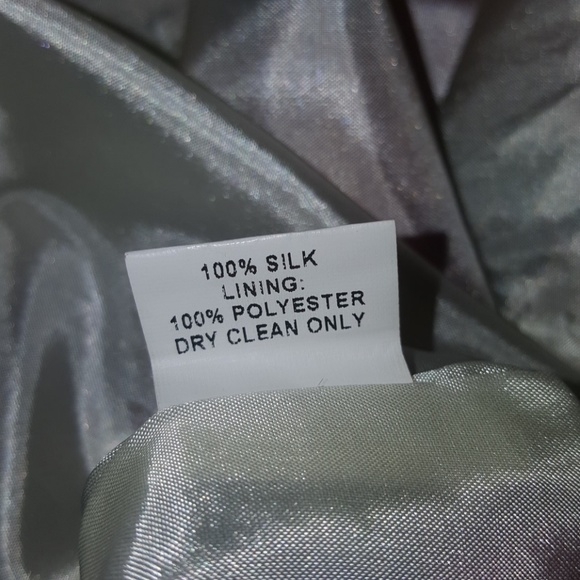 100% SILK
LINING:
100% POLYESTER
DRY CLEAN ONLY